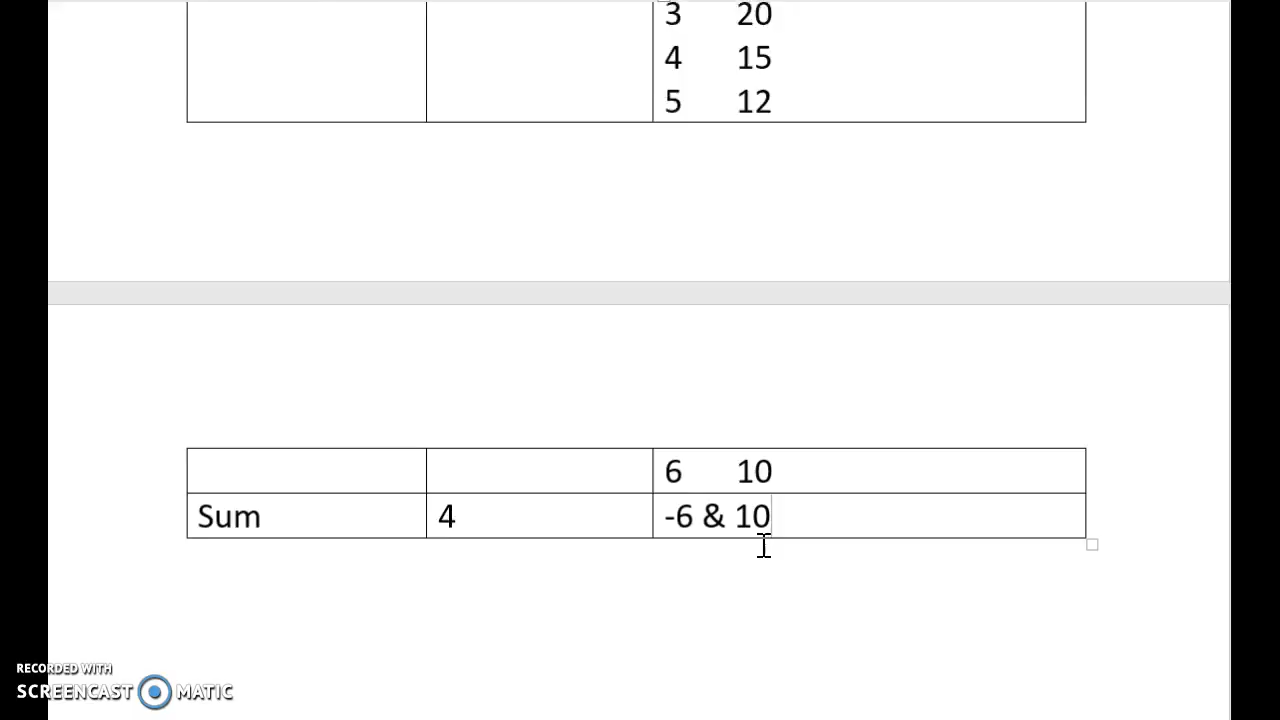 3 20
4 15
5 12
6 10
Sum 4 -6 & 10
RECORDED WITH
SCREENCAST MATIC